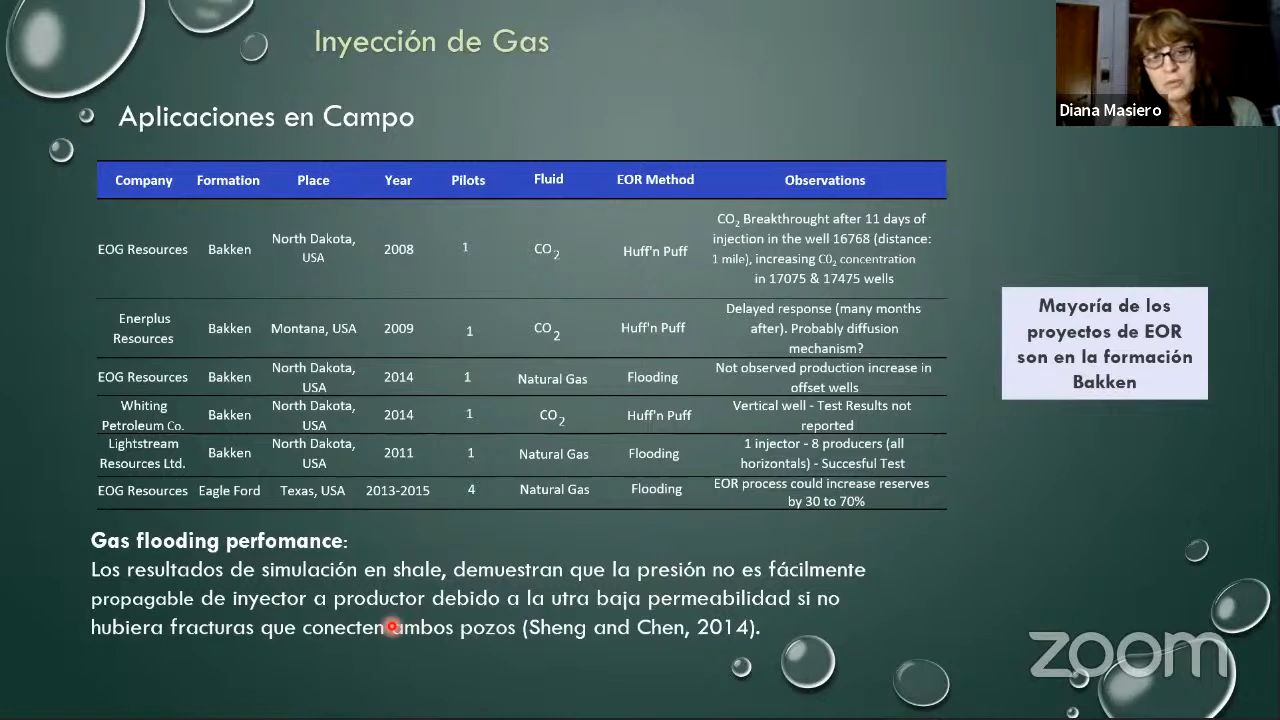 Inyección de Gas
Diana Masiero
Aplicaciones en Campo
Company Formation Place Year Pilots Fluid EOR Method Observations
EOG Resources Bakken North Dakota, USA 2008 1 CO2 Huff'n Puff CO2 Breakthrought after 11 days of injection in the well 16768 (distance: 1 mile), increasing C02 concentration in 17075 & 17475 wells
Enerplus Resources Bakken Montana, USA 2009 1 CO2 Huff'n Puff Delayed response (many months after). Probably diffusion mechanism?
EOG Resources Bakken North Dakota, USA 2014 1 Natural Gas Flooding Not observed production increase in offset wells
Whiting Petroleum Co. Bakken North Dakota, USA 2014 1 CO2 Huff'n Puff Vertical well - Test Results not reported
Lightstream Resources Ltd. Bakken North Dakota, USA 2011 1 Natural Gas Flooding 1 injector - 8 producers (all horizontals) - Succesful Test
EOG Resources Eagle Ford Texas, USA 2013-2015 4 Natural Gas Flooding EOR process could increase reserves by 30 to 70%
Mayoría de los
proyectos de EOR
son en la formación
Bakken
Gas flooding perfomance:
Los resultados de simulación en shale, demuestran que la presión no es fácilmente
propagable de inyector a productor debido a la utra baja permeabilidad si no
hubiera fracturas que conecten ambos pozos (Sheng and Chen, 2014).
zoom